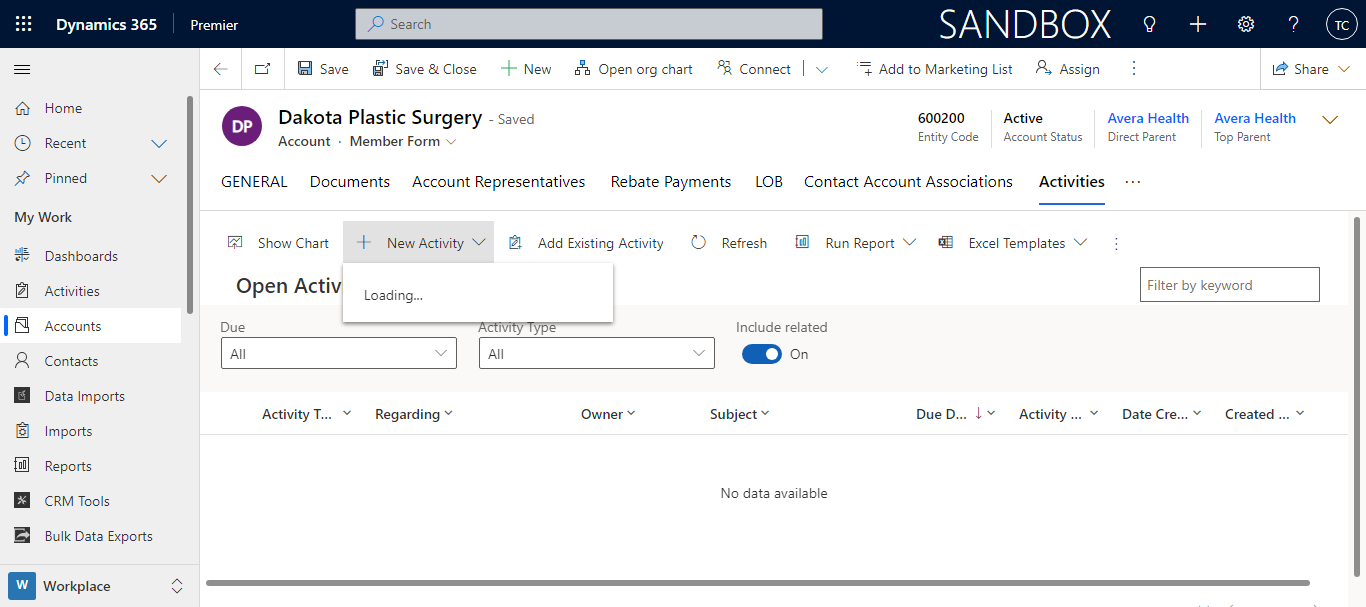 Dynamics 365 Premier Search SANDBOX ? TC
Save Save & Close New Open org chart Connect Add to Marketing List Assign Share
Home
Recent
Pinned
My Work
Dashboards
Activities
Accounts
Contacts
Data Imports
Imports
Reports
CRM Tools
Bulk Data Exports
W Workplace
DP
Dakota Plastic Surgery - Saved
Account · Member Form
600200
Entity Code
Active
Account Status
Avera Health
Direct Parent
Avera Health
Top Parent
GENERAL Documents Account Representatives Rebate Payments LOB Contact Account Associations Activities ...
Show Chart New Activity Add Existing Activity Refresh Run Report Excel Templates
Loading...
Open Activ
Filter by keyword
Due
All
Activity Type
All
Include related
On
Activity T... Regarding Owner Subject Due D... Activity ... Date Cre... Created ...
No data available